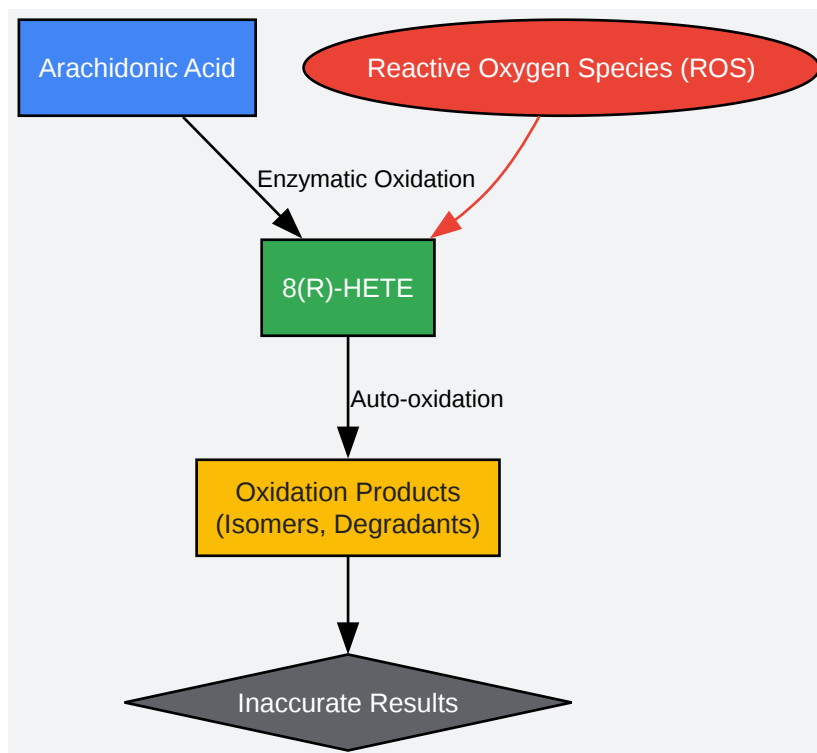 Arachidonic Acid
Reactive Oxygen Species (ROS)
Enzymatic Oxidation
8(R)-HETE
Auto-oxidation
Oxidation Products
(Isomers, Degradants)
Inaccurate Results